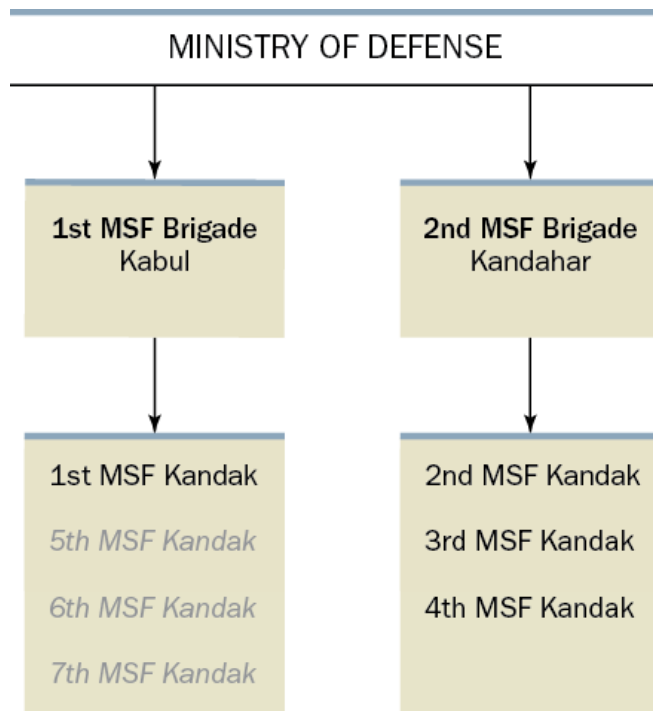 MINISTRY OF DEFENSE
1st MSF Brigade
Kabul
2nd MSF Brigade
Kandahar
1st MSF Kandak
5th MSF Kandak
6th MSF Kandak
7th MSF Kandak
2nd MSF Kandak
3rd MSF Kandak
4th MSF Kandak